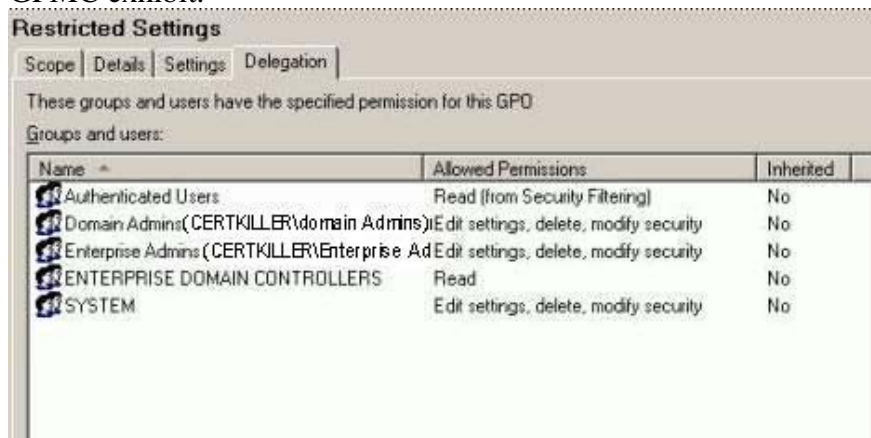 Restricted Settings
Scope Details Settings Delegation
These groups and users have the specified permission for this GPO
Groups and users:
Name Allowed Permissions Inherited
Authenticated Users Read (from Security Filtering) No
Domain Admins(CERTKILLER\domain Admins) Edit settings, delete, modify security No
Enterprise Admins(CERTKILLER\Enterprise Ad Edit settings, delete, modify security No
ENTERPRISE DOMAIN CONTROLLERS Read No
SYSTEM Edit settings, delete, modify security No